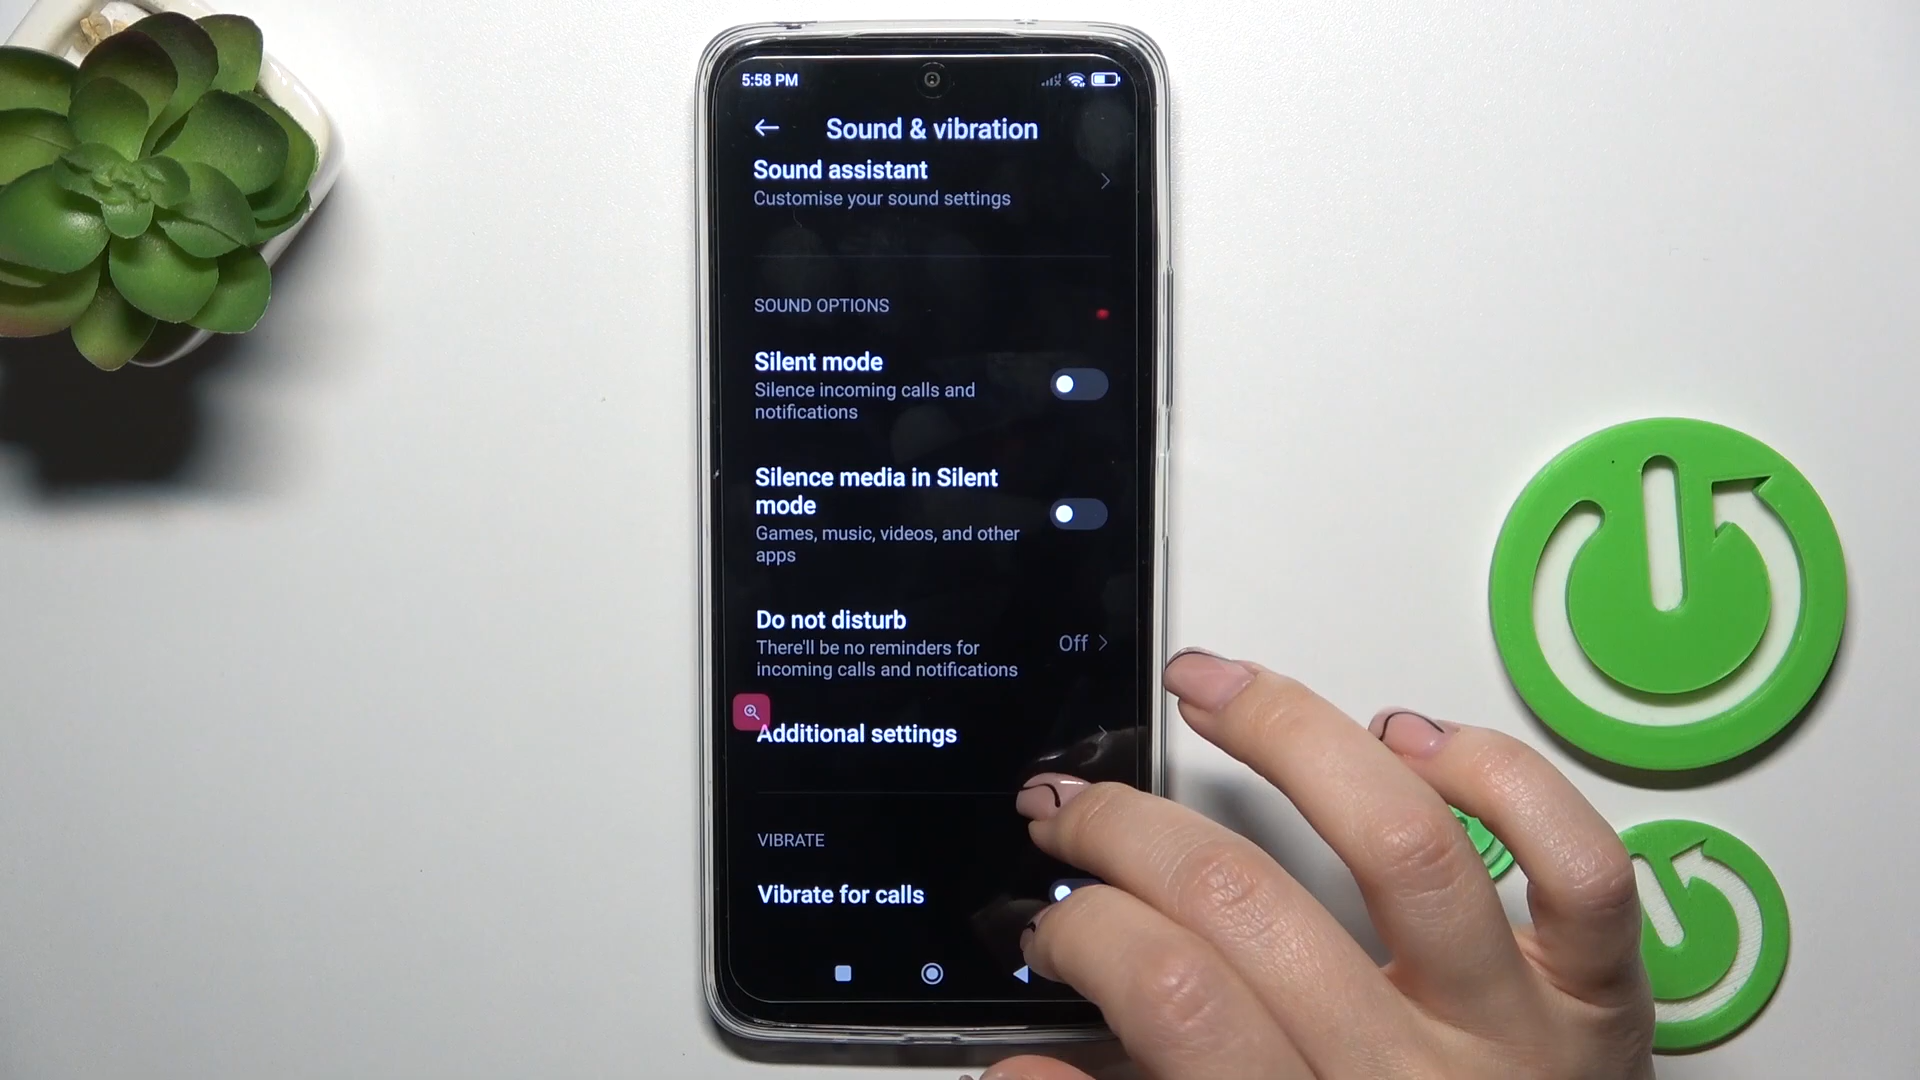 5:58 PM
Sound & vibration
Sound assistant
Customise your sound settings
SOUND OPTIONS
Silent mode
Silence incoming calls and
notifications
Silence media in Silent
mode
Games, music, videos, and other
apps
Do not disturb
There'll be no reminders for
incoming calls and notifications
Off
Additional settings
VIBRATE
Vibrate for calls